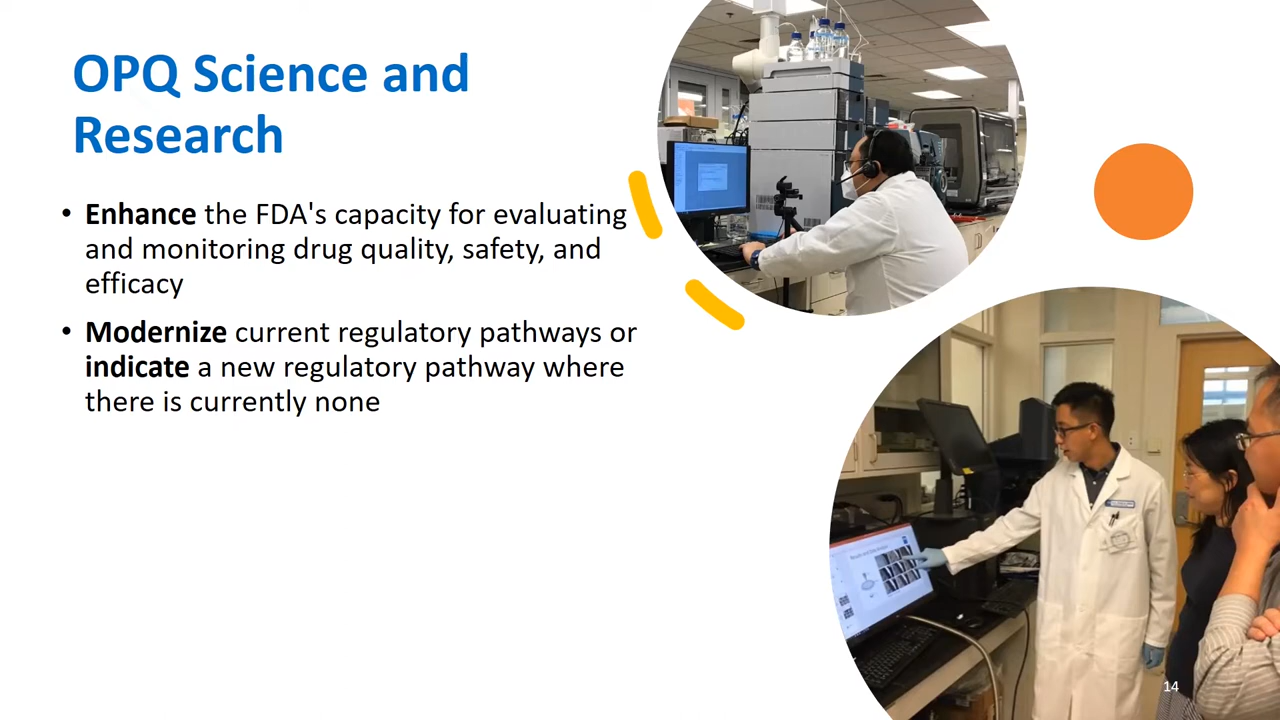 OPQ Science and
Research
• Enhance the FDA's capacity for evaluating
and monitoring drug quality, safety, and
efficacy
• Modernize current regulatory pathways or
indicate a new regulatory pathway where
there is currently none
14